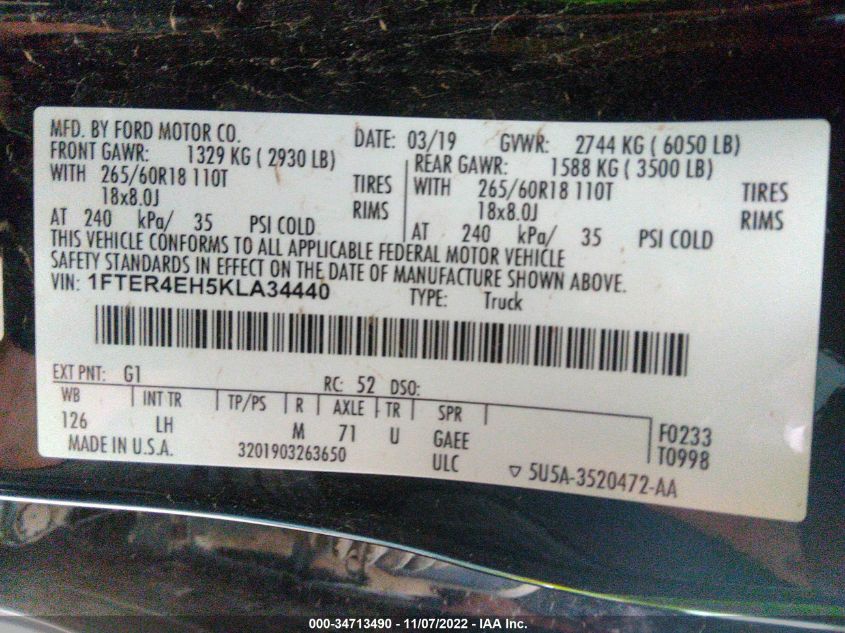 MFD. BY FORD MOTOR CO. DATE: 03/19 GVWR: 2744 KG ( 6050 LB)
FRONT GAWR: 1329 KG ( 2930 LB) REAR GAWR: 1588 KG ( 3500 LB)
WITH 265/60R18 110T TIRES WITH 265/60R18 110T TIRES
18x8.0J RIMS 18x8.0J RIMS
AT 240 kPa/ 35 PSI COLD AT 240 kPa/ 35 PSI COLD
THIS VEHICLE CONFORMS TO ALL APPLICABLE FEDERAL MOTOR VEHICLE
SAFETY STANDARDS IN EFFECT ON THE DATE OF MANUFACTURE SHOWN ABOVE.
VIN: 1FTER4EH5KLA34440 TYPE: Truck
EXT PNT: G1 RC: 52 DSO:
WB INT TR TP/PS R AXLE TR SPR
126 LH M 71 U GAEE F0233
MADE IN U.S.A. 3201903263650 ULC T0998
5U5A-3520472-AA
000-34713490 - 11/07/2022 - IAA Inc.